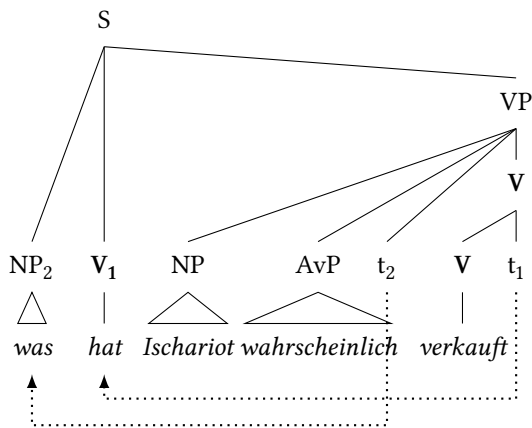 S
VP
V
NP₂ V₁ NP AvP t₂ V t₁
was hat Ischariot wahrscheinlich verkauft